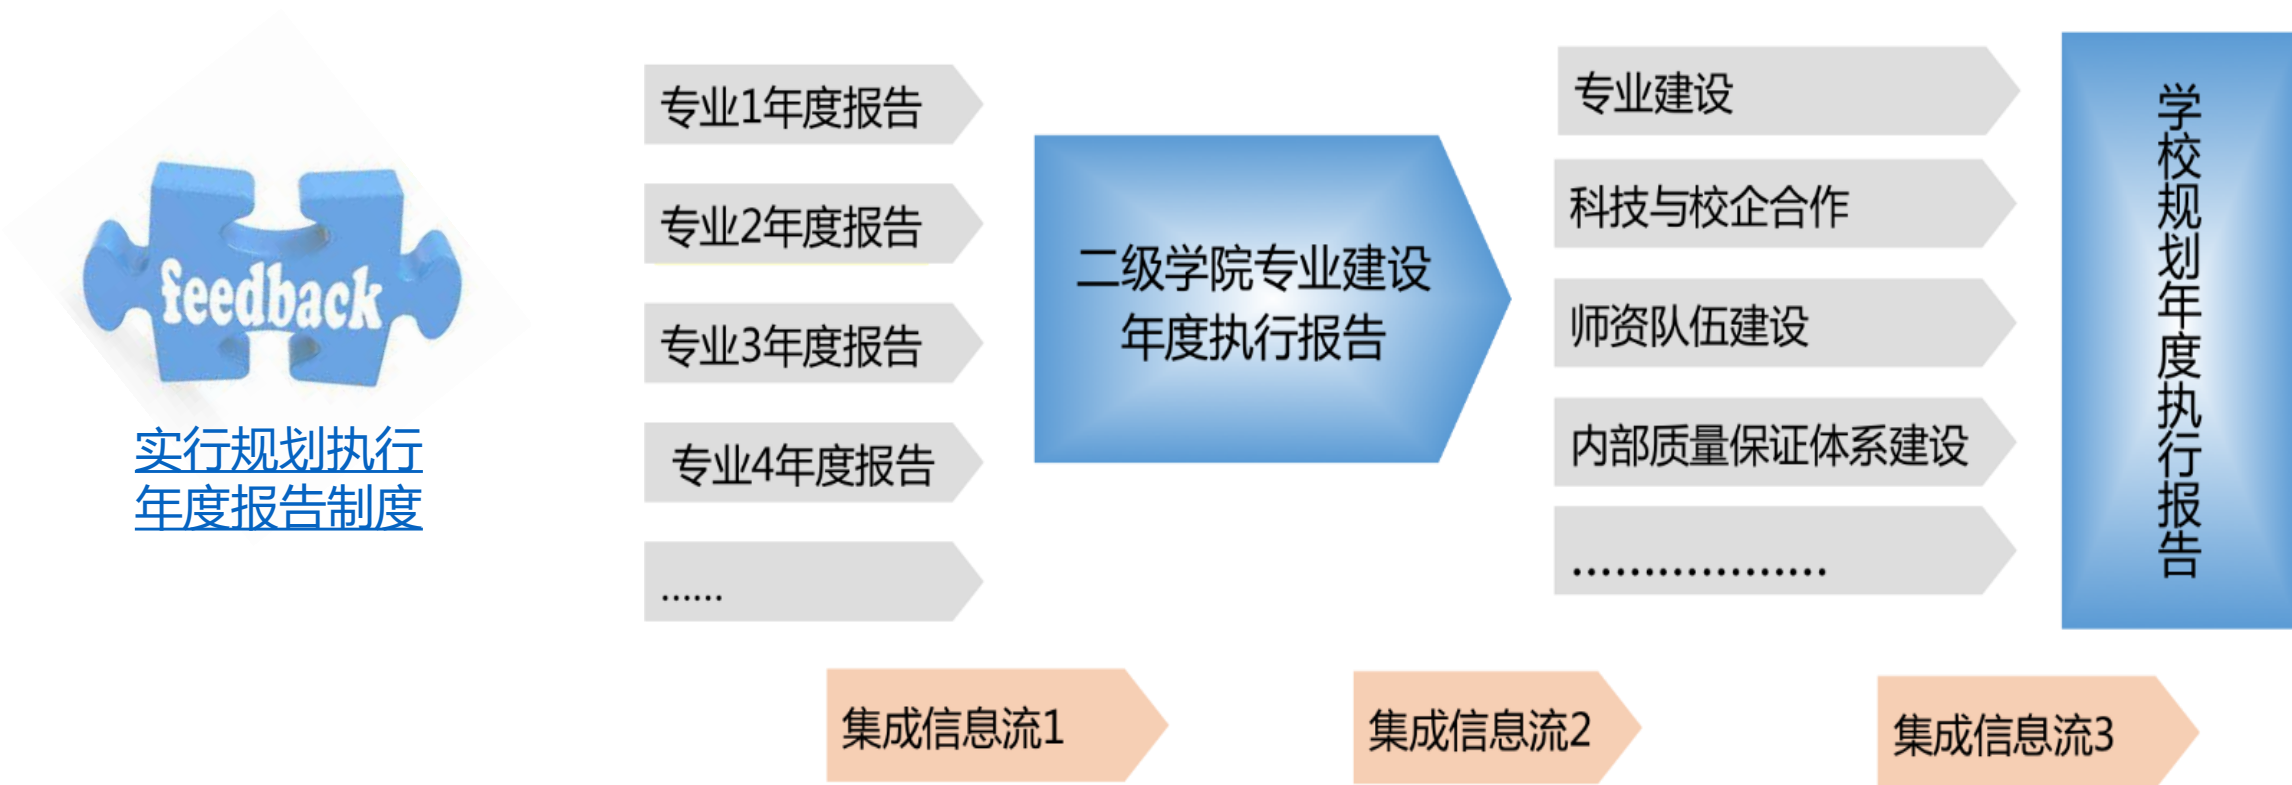 feedback
实行规划执行
年度报告制度
专业1年度报告
专业2年度报告
专业3年度报告
专业4年度报告
......
二级学院专业建设
年度执行报告
专业建设
科技与校企合作
师资队伍建设
内部质量保证体系建设
..................
学校规划年度执行报告
集成信息流1
集成信息流2
集成信息流3